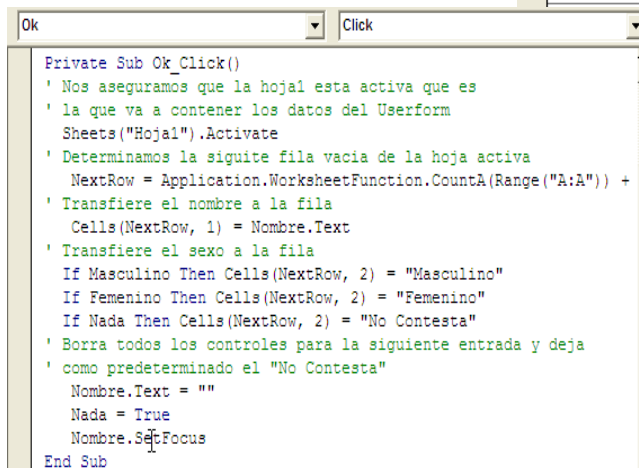 Ok Click
Private Sub Ok_Click()
' Nos aseguramos que la hoja1 esta activa que es
' la que va a contener los datos del Userform
Sheets("Hoja1").Activate
' Determinamos la siguite fila vacia de la hoja activa
NextRow = Application.WorksheetFunction.CountA(Range("A:A")) +
' Transfiere el nombre a la fila
Cells(NextRow, 1) = Nombre.Text
' Transfiere el sexo a la fila
If Masculino Then Cells(NextRow, 2) = "Masculino"
If Femenino Then Cells(NextRow, 2) = "Femenino"
If Nada Then Cells(NextRow, 2) = "No Contesta"
' Borra todos los controles para la siguiente entrada y deja
' como predeterminado el "No Contesta"
Nombre.Text = ""
Nada = True
Nombre.SetFocus
End Sub